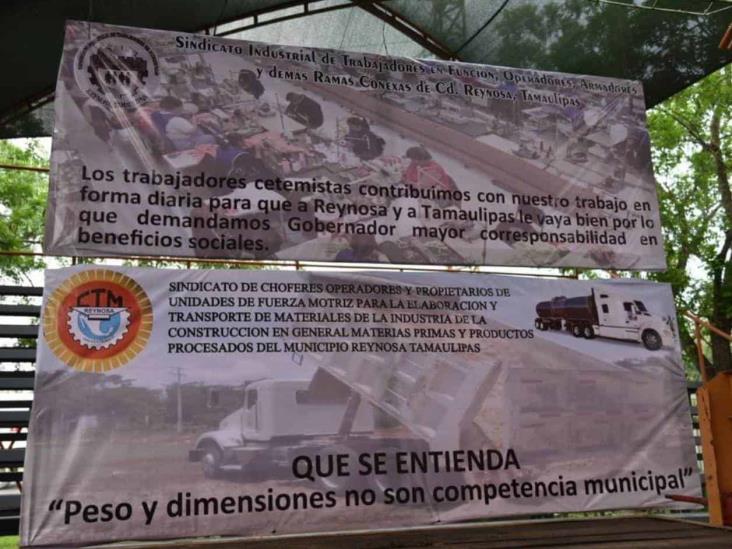 Sindicato Industrial de Trabajadores en Funcion, Operadores, Armadores
y demás Ramas Conexas de Cd. Reynosa, Tamaulipas
Los trabajadores cetemistas contribuimos con nuestro trabajo en
forma diaria para que a Reynosa y a Tamaulipas le vaya bien por lo
que demandamos Gobernador mayor corresponsabilidad en
beneficios sociales.
CTM
REYNOSA
SINDICATO DE CHOFERES OPERADORES Y PROPIETARIOS DE
UNIDADES DE FUERZA MOTRIZ PARA LA ELABORACION Y
TRANSPORTE DE MATERIALES DE LA INDUSTRIA DE LA
CONSTRUCCION EN GENERAL MATERIAS PRIMAS Y PRODUCTOS
PROCESADOS DEL MUNICIPIO REYNOSA TAMAULIPAS
QUE SE ENTIENDA
“Peso y dimensiones no son competencia municipal”